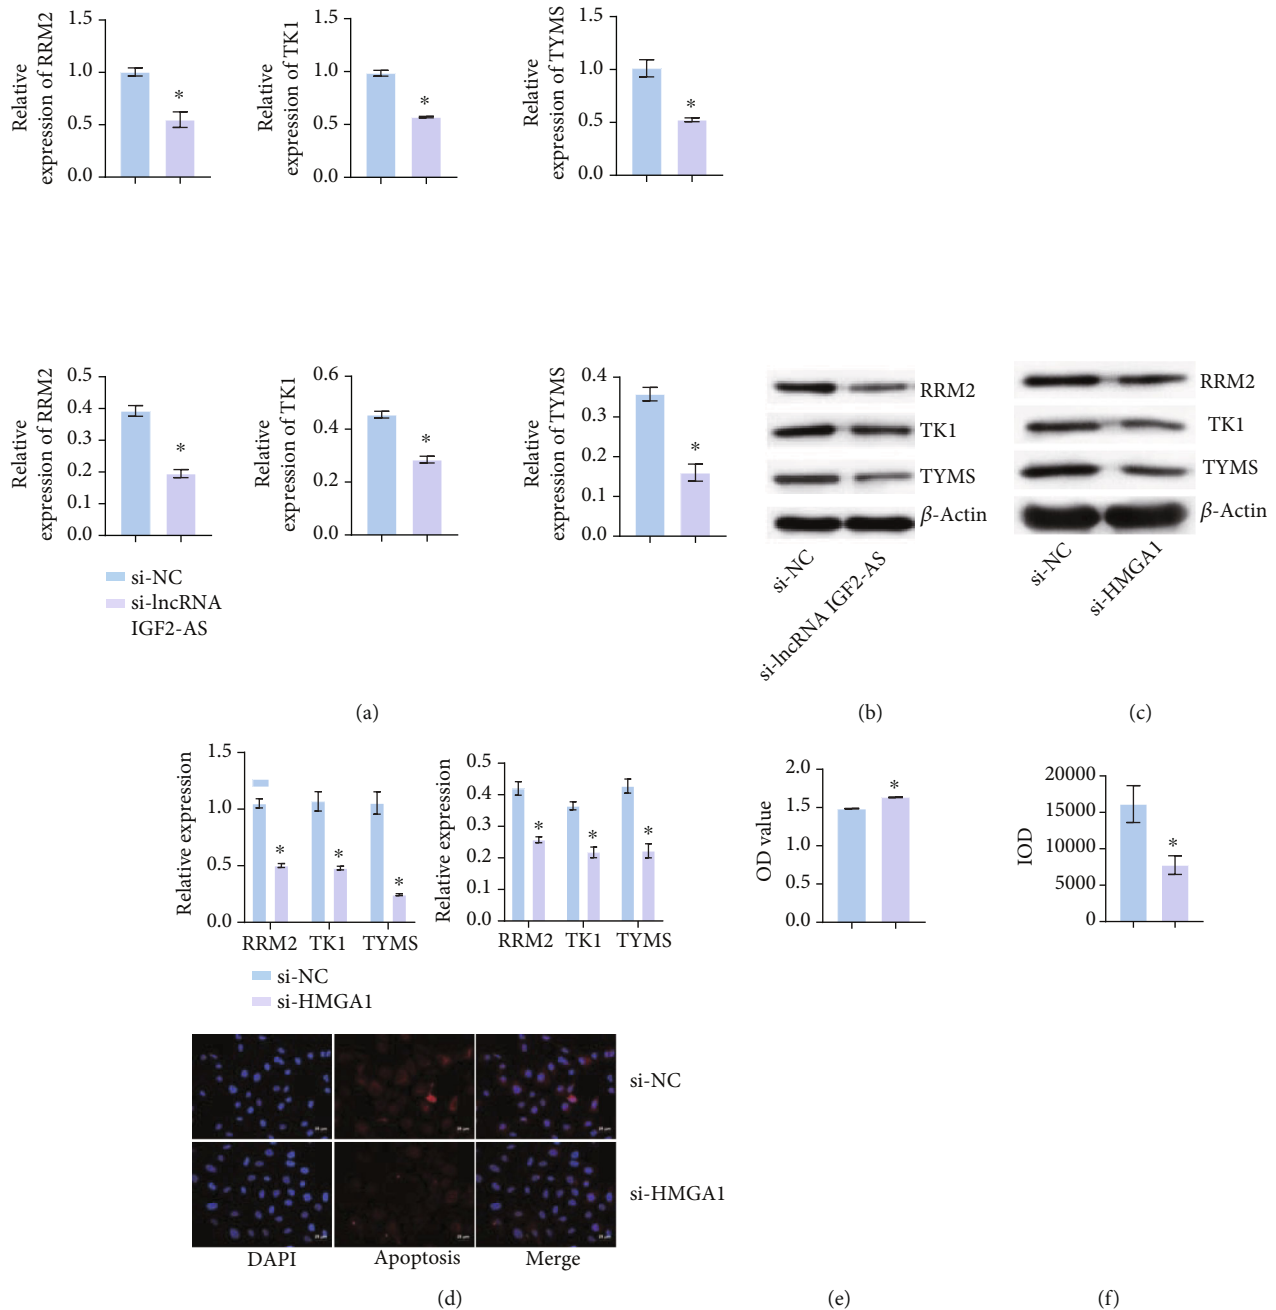 Relative
expression of RRM2
1.5
1.0
0.5
0.0
*
Relative
expression of TK1
1.5
1.0
0.5
0.0
*
Relative
expression of TYMS
1.5
1.0
0.5
0.0
*
Relative
expression of RRM2
0.5
0.4
0.3
0.2
0.1
0.0
*
Relative
expression of TK1
0.6
0.4
0.2
0.0
*
Relative
expression of TYMS
0.4
0.3
0.2
0.1
0.0
*
si-NC
si-lncRNA
IGF2-AS
(a)
RRM2
TK1
TYMS
β-Actin
si-NC
si-lncRNA IGF2-AS
(b)
RRM2
TK1
TYMS
β-Actin
si-NC
si-HMGA1
(c)
Relative expression
1.5
1.0
0.5
0.0
*
*
*
RRM2 TK1 TYMS
si-NC
si-HMGA1
Relative expression
0.5
0.4
0.3
0.2
0.1
0.0
*
*
*
RRM2 TK1 TYMS
OD value
2.0
1.5
1.0
0.5
0.0
*
IOD
20000
15000
10000
5000
0
*
si-NC
si-HMGA1
DAPI Apoptosis Merge
(d)
(e)
(f)